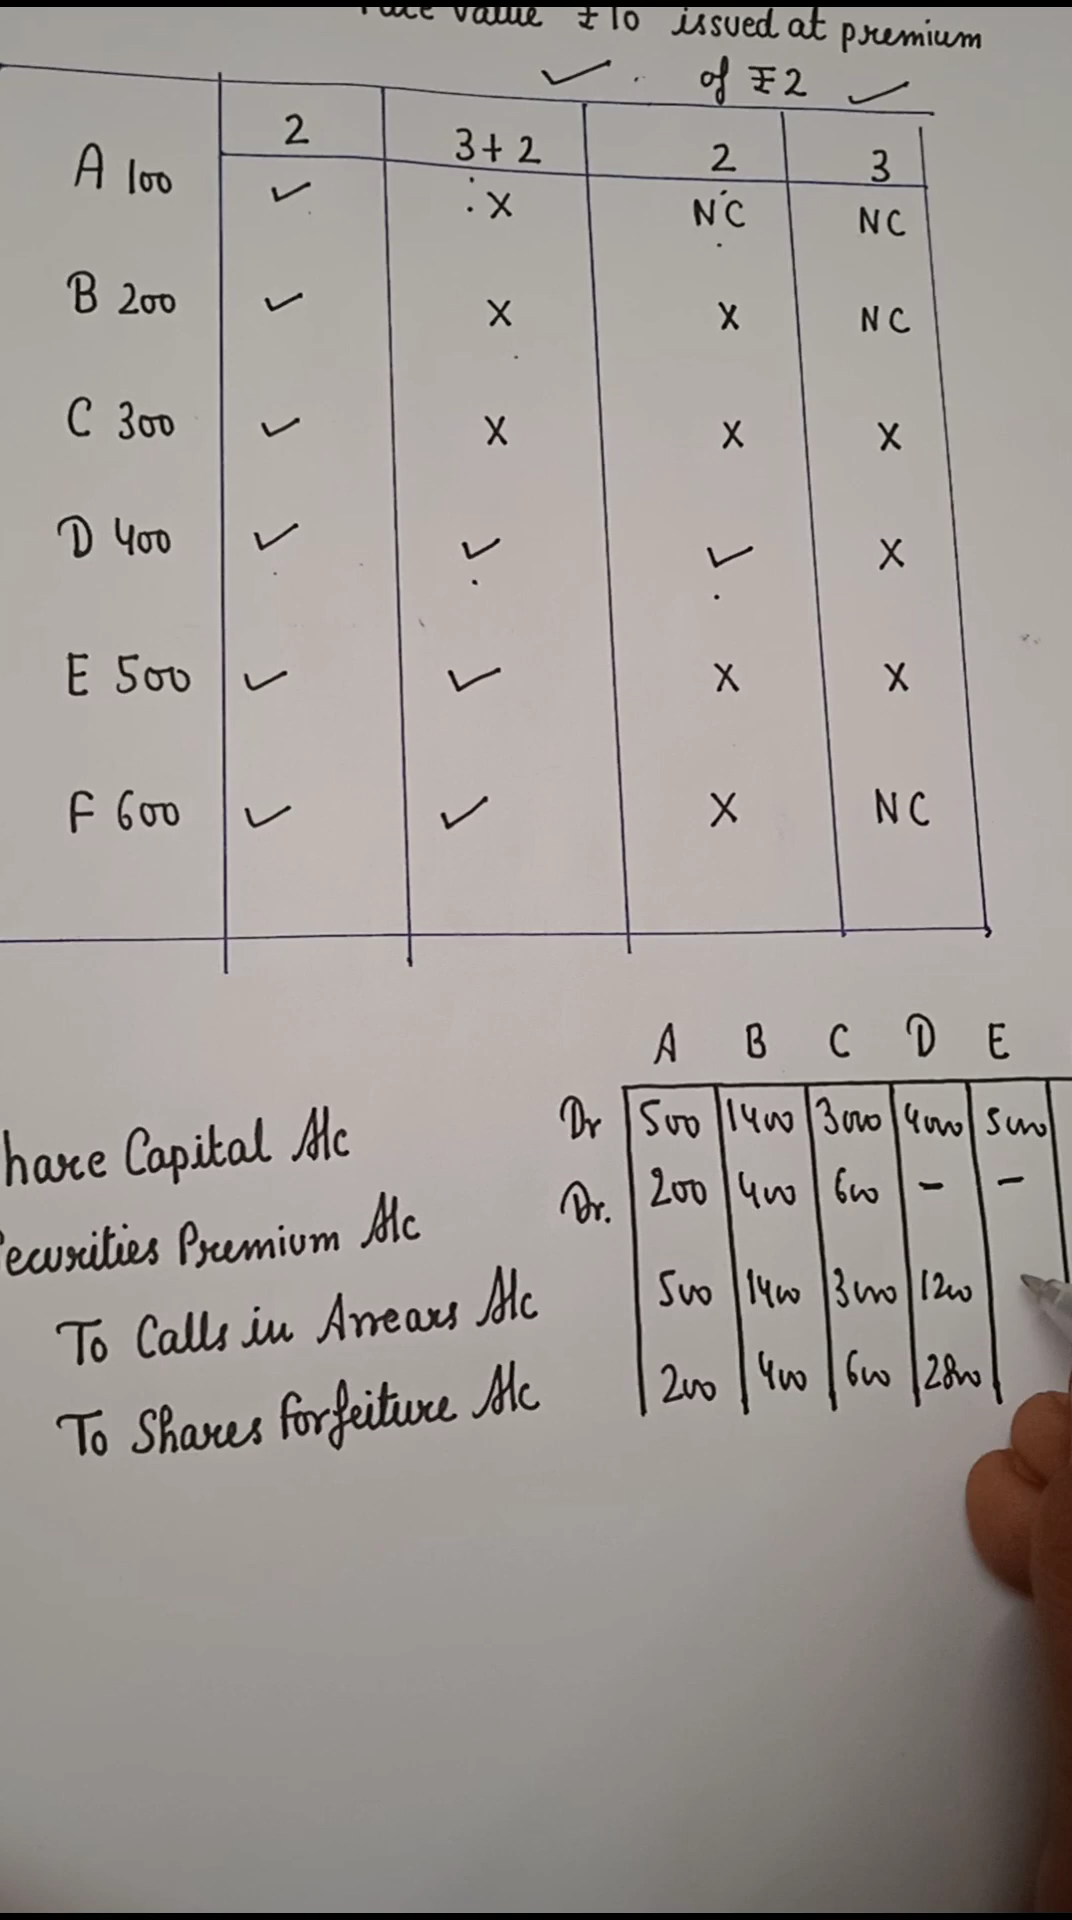 Face Value ₹10 issued at premium
of ₹2
2 3+2 2 3
A 100 ✓ X NC NC
B 200 ✓ X X NC
C 300 ✓ X X X
D 400 ✓ ✓ ✓ X
E 500 ✓ ✓ X X
F 600 ✓ ✓ X NC
A B C D E
hare Capital A/c Dr 500 1400 3000 4000 5000
ecurities Premium A/c Dr. 200 400 600 - -
To Calls in Arrears A/c 500 1400 3000 1200
To Shares forfeiture A/c 200 400 600 2800